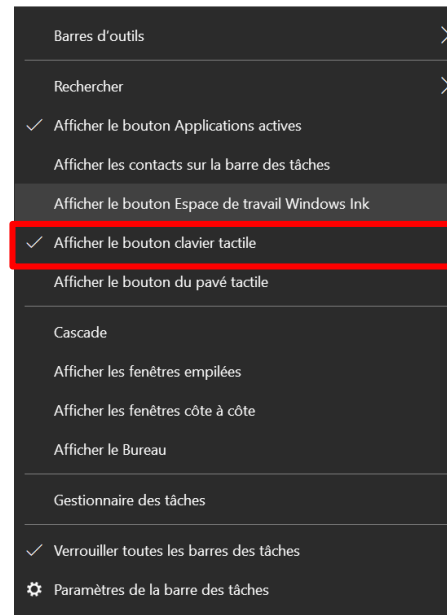 Barres d'outils
Rechercher
Afficher le bouton Applications actives
Afficher les contacts sur la barre des tâches
Afficher le bouton Espace de travail Windows Ink
Afficher le bouton clavier tactile
Afficher le bouton du pavé tactile
Cascade
Afficher les fenêtres empilées
Afficher les fenêtres côte à côte
Afficher le Bureau
Gestionnaire des tâches
Verrouiller toutes les barres des tâches
Paramètres de la barre des tâches